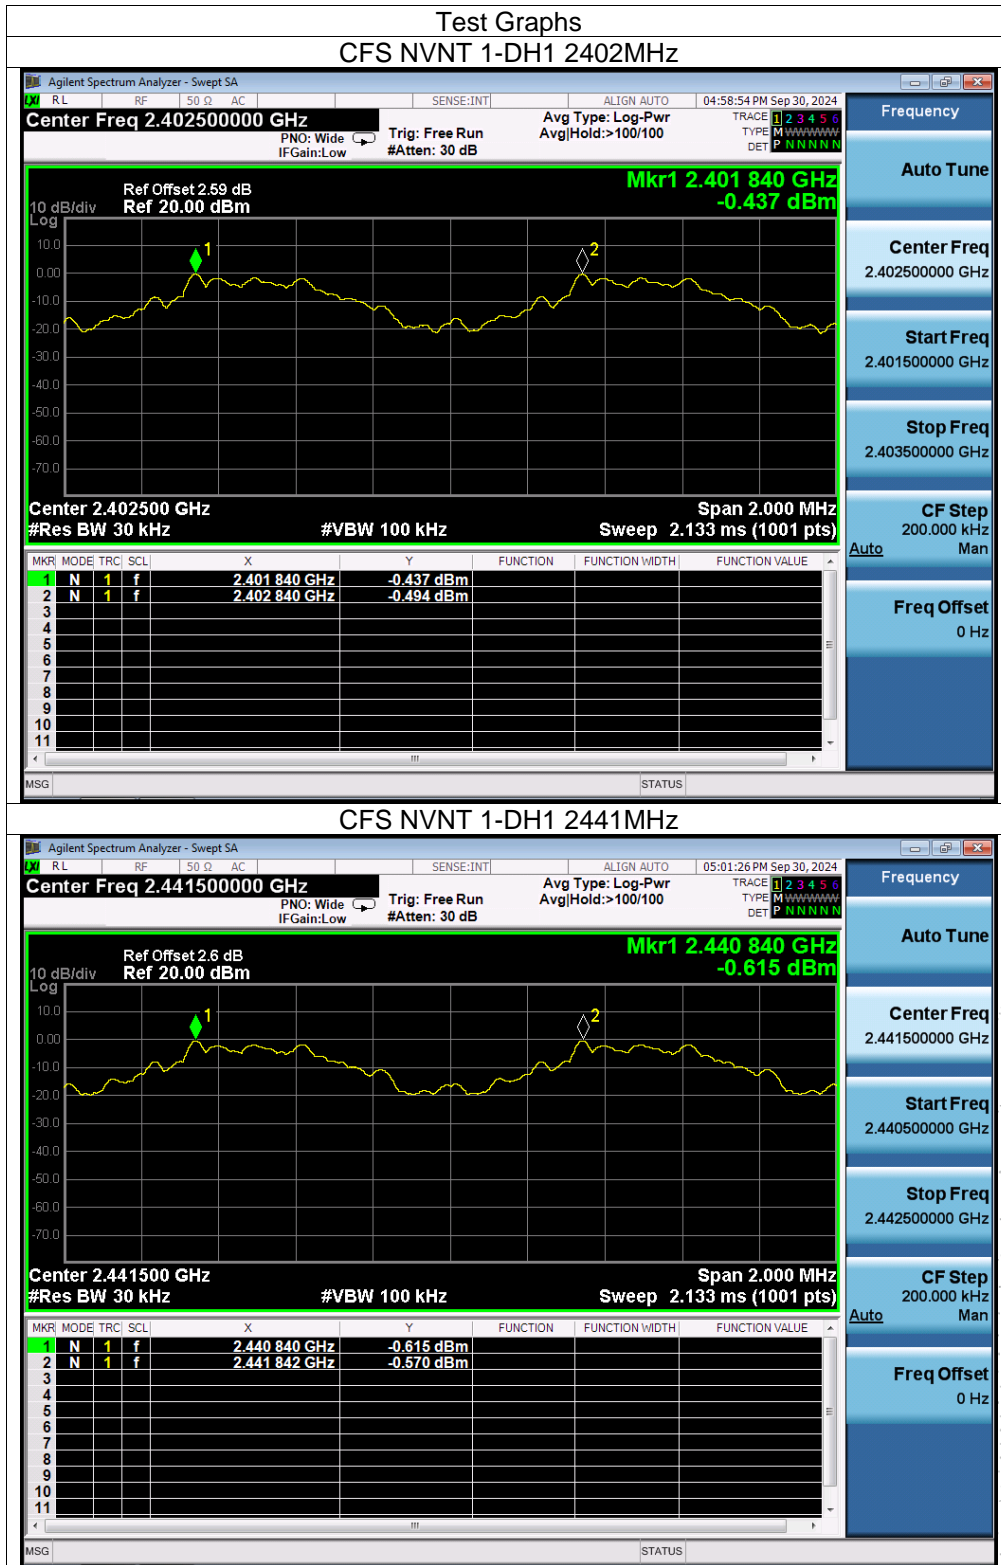 Test Graphs
CFS NVNT 1-DH1 2402MHz
Agilent Spectrum Analyzer - Swept SA
LXI RL RF 50 Ω AC SENSE:INT ALIGN AUTO 04:58:54 PM Sep 30, 2024
Center Freq 2.402500000 GHz
PNO: Wide
IFGain:Low
Trig: Free Run
#Atten: 30 dB
Avg Type: Log-Pwr
Avg|Hold:>100/100
TRACE 1 2 3 4 5 6
TYPE M WWWWW
DET P N N N N N
Frequency
Auto Tune
Center Freq
2.402500000 GHz
Start Freq
2.401500000 GHz
Stop Freq
2.403500000 GHz
CF Step
200.000 kHz
Auto Man
Freq Offset
0 Hz
Mkr1 2.401 840 GHz
-0.437 dBm
Ref Offset 2.59 dB
10 dB/div Ref 20.00 dBm
Log
10.0
0.00
-10.0
-20.0
-30.0
-40.0
-50.0
-60.0
-70.0
1
2
Center 2.402500 GHz Span 2.000 MHz
#Res BW 30 kHz #VBW 100 kHz Sweep 2.133 ms (1001 pts)
MKR MODE TRC SCL X Y FUNCTION FUNCTION WIDTH FUNCTION VALUE
1 N 1 f 2.401 840 GHz -0.437 dBm
2 N 1 f 2.402 840 GHz -0.494 dBm
3
4
5
6
7
8
9
10
11
MSG STATUS
CFS NVNT 1-DH1 2441MHz
Agilent Spectrum Analyzer - Swept SA
LXI RL RF 50 Ω AC SENSE:INT ALIGN AUTO 05:01:26 PM Sep 30, 2024
Center Freq 2.441500000 GHz
PNO: Wide
IFGain:Low
Trig: Free Run
#Atten: 30 dB
Avg Type: Log-Pwr
Avg|Hold:>100/100
TRACE 1 2 3 4 5 6
TYPE M WWWWW
DET P N N N N N
Frequency
Auto Tune
Center Freq
2.441500000 GHz
Start Freq
2.440500000 GHz
Stop Freq
2.442500000 GHz
CF Step
200.000 kHz
Auto Man
Freq Offset
0 Hz
Mkr1 2.440 840 GHz
-0.615 dBm
Ref Offset 2.6 dB
10 dB/div Ref 20.00 dBm
Log
10.0
0.00
-10.0
-20.0
-30.0
-40.0
-50.0
-60.0
-70.0
1
2
Center 2.441500 GHz Span 2.000 MHz
#Res BW 30 kHz #VBW 100 kHz Sweep 2.133 ms (1001 pts)
MKR MODE TRC SCL X Y FUNCTION FUNCTION WIDTH FUNCTION VALUE
1 N 1 f 2.440 840 GHz -0.615 dBm
2 N 1 f 2.441 842 GHz -0.570 dBm
3
4
5
6
7
8
9
10
11
MSG STATUS